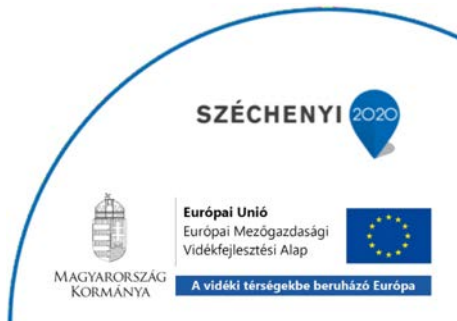 SZÉCHENYI 2020
Európai Unió
Európai Mezőgazdasági
Vidékfejlesztési Alap
MAGYARORSZÁG
KORMÁNYA
A vidéki térségekbe beruházó Európa